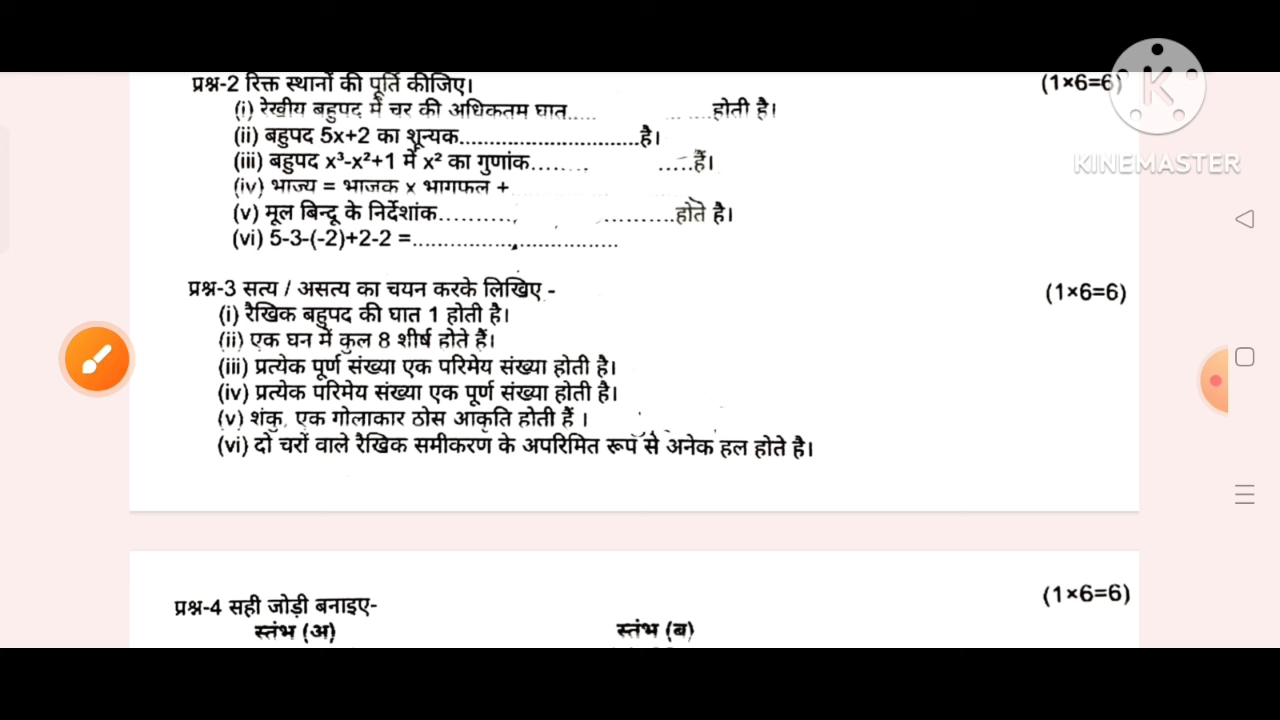 KINEMASTER
प्रश्न-2 रिक्त स्थानों की पूर्ति कीजिए। (1×6=6)
(i) रेखीय बहुपद में चर की अधिकतम घात..... ... ....होती है।
(ii) बहुपद 5x+2 का शून्यक..............................है।
(iii) बहुपद x³-x²+1 में x² का गुणांक....... .....हैं।
(iv) भाज्य = भाजक x भागफल +
(v) मूल बिन्दू के निर्देशांक........... ...........होते है।
(vi) 5-3-(-2)+2-2 =..................................
प्रश्न-3 सत्य / असत्य का चयन करके लिखिए - (1×6=6)
(i) रैखिक बहुपद की घात 1 होती है।
(ii) एक घन में कुल 8 शीर्ष होते हैं।
(iii) प्रत्येक पूर्ण संख्या एक परिमेय संख्या होती है।
(iv) प्रत्येक परिमेय संख्या एक पूर्ण संख्या होती है।
(v) शंकु, एक गोलाकार ठोस आकृति होती हैं ।
(vi) दो चरों वाले रैखिक समीकरण के अपरिमित रूप से अनेक हल होते है।
प्रश्न-4 सही जोड़ी बनाइए- (1×6=6)
स्तंभ (अ) स्तंभ (ब)